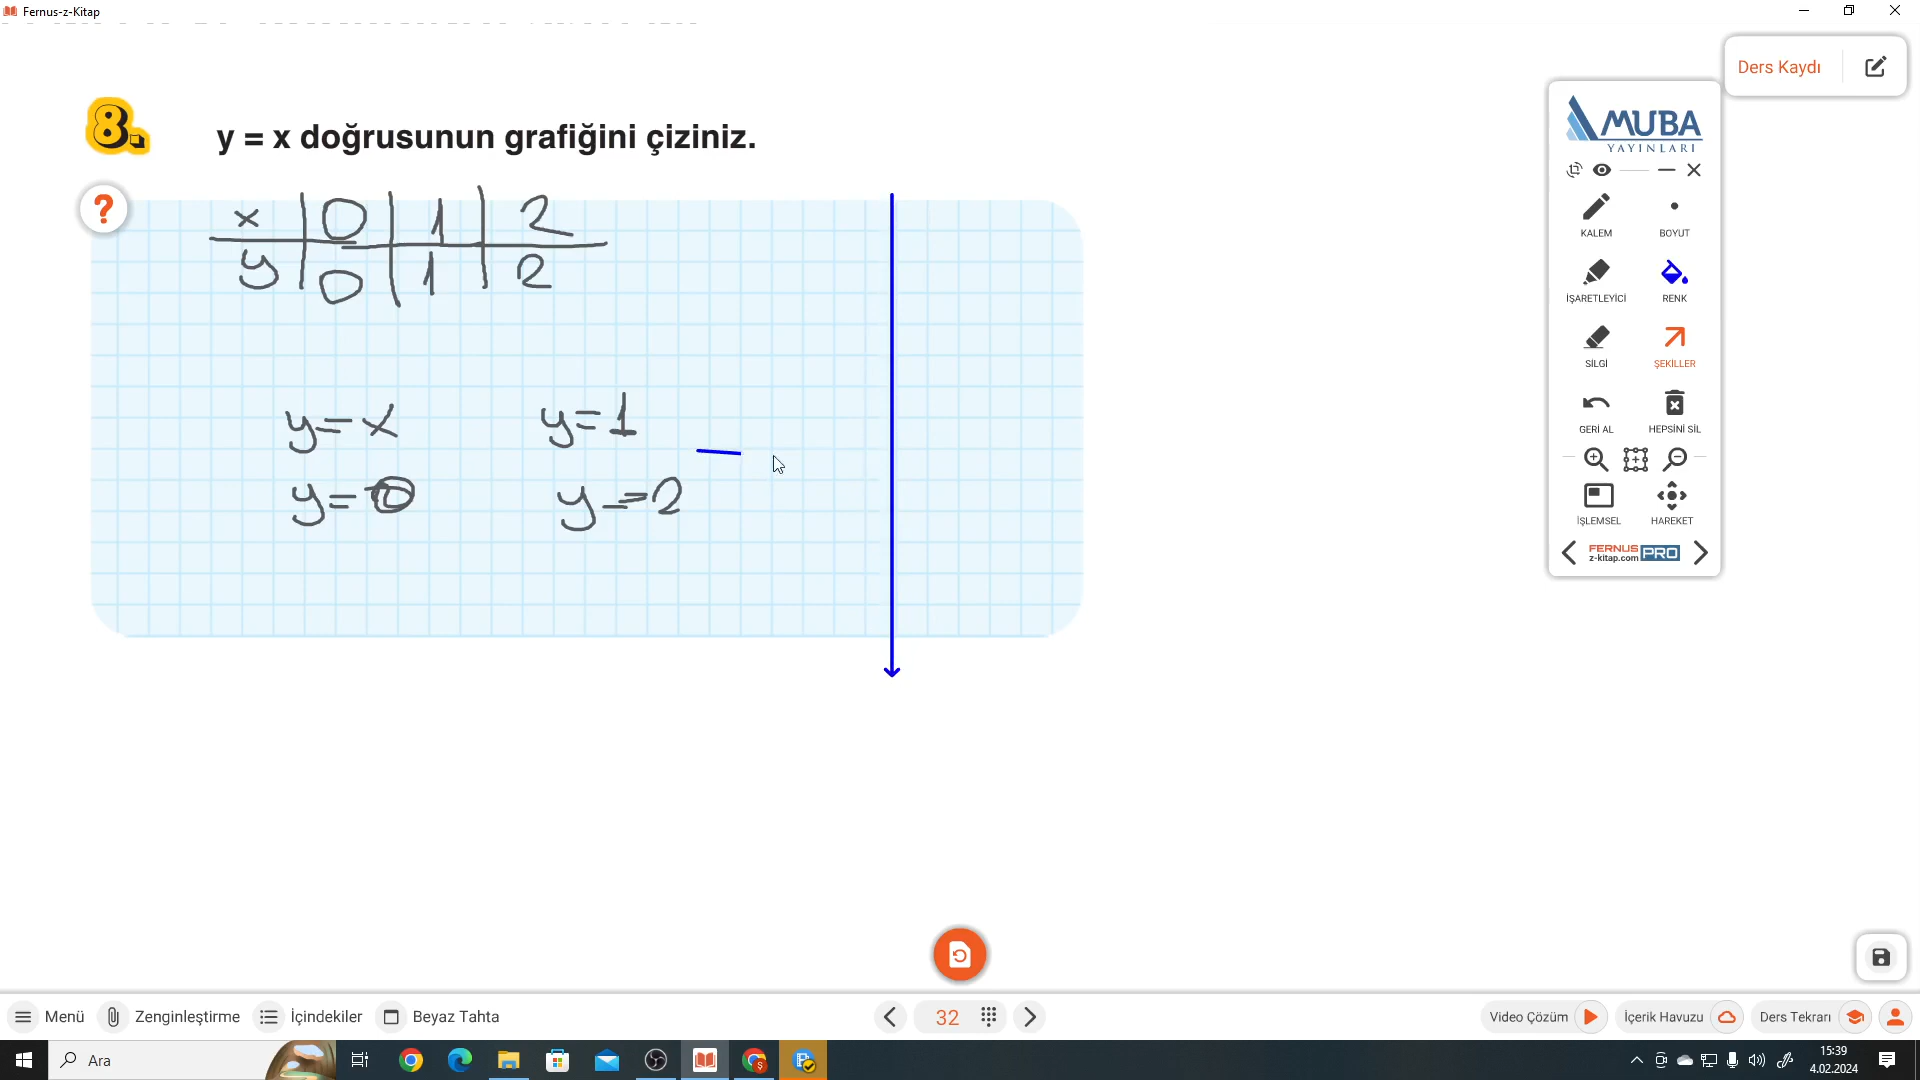 Fernus-z-Kitap
Ders Kaydı
8.
y = x doğrusunun grafiğini çiziniz.
MUBA
YAYINLARI
?
x 0 1 2
y 0 1 2
KALEM BOYUT
İŞARETLEYİCİ RENK
SİLGİ ŞEKİLLER
y=x y=1
GERİ AL HEPSİNİ SİL
y=0 y=2
İŞLEMSEL HAREKET
FERNUS PRO
z-kitap.com
Menü Zenginleştirme İçindekiler Beyaz Tahta 32 Video Çözüm İçerik Havuzu Ders Tekrarı
Ara
15:39
4.02.2024